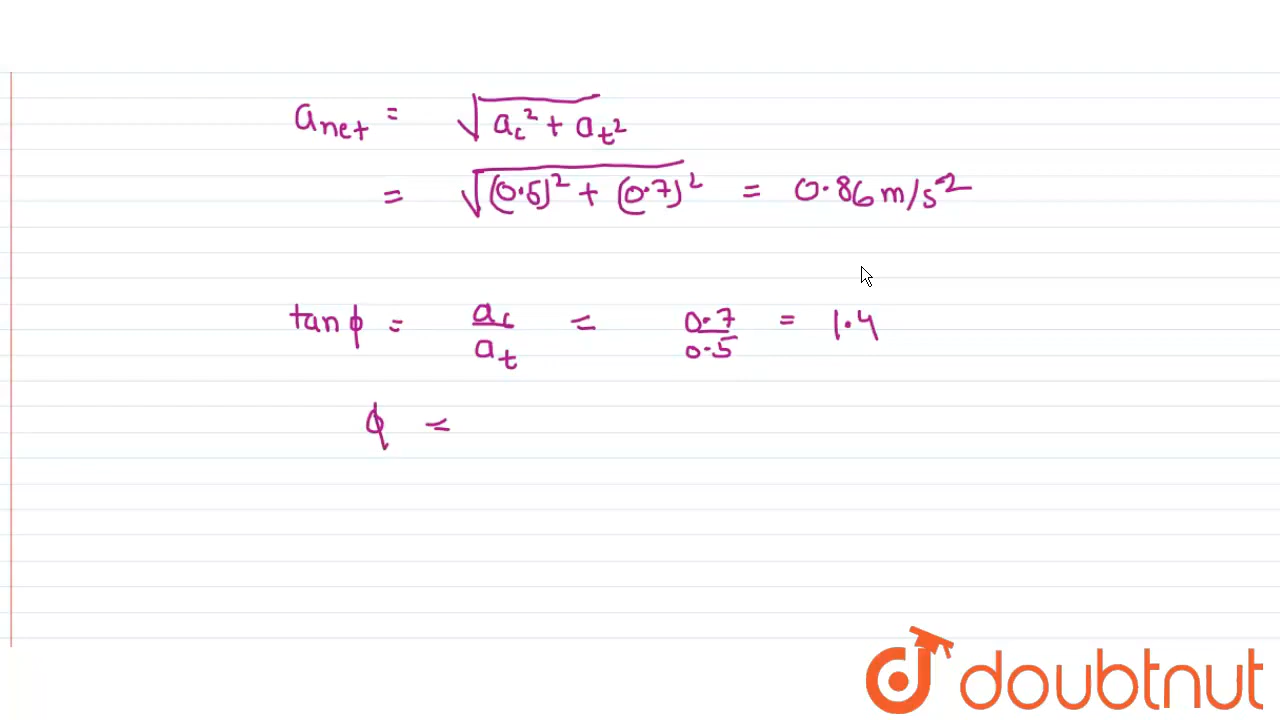 a_net = √(a_c² + a_t²)
= √((0.5)² + (0.7)²) = 0.86 m/s²
tan ϕ = a_c/a_t = 0.7/0.5 = 1.4
ϕ =
doubtnut